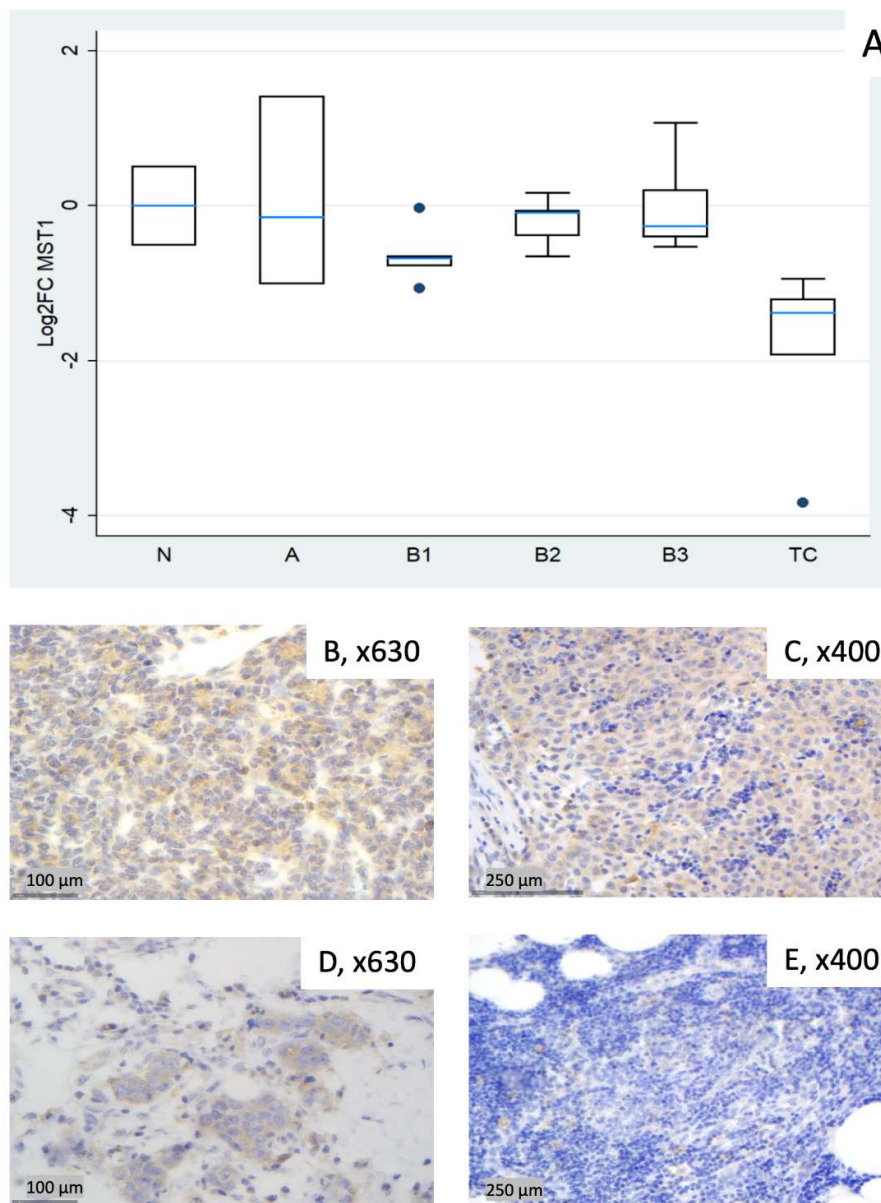 A
Log2FC MST1
2
0
-2
-4
N A B1 B2 B3 TC
B, x630
C, x400
100 µm
250 µm
D, x630
E, x400
100 µm
250 µm